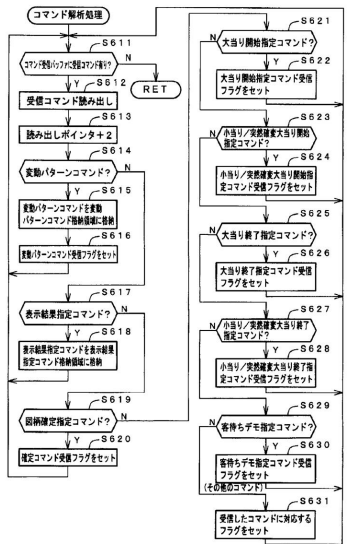 コマンド解析処理
S611
コマンド受信バッファに受信コマンド有り?
N
Y
RET
S612
受信コマンド読み出し
S613
読み出しポインタ+2
S614
変動パターンコマンド?
N
Y
S615
変動パターンコマンドを変動
パターンコマンド格納領域に格納
S616
変動パターンコマンド受信フラグをセット
S617
表示結果指定コマンド?
N
Y
S618
表示結果指定コマンドを表示結果
指定コマンド格納領域に格納
S619
図柄確定指定コマンド?
N
Y
S620
確定コマンド受信フラグをセット
S621
N
大当り開始指定コマンド?
Y
S622
大当り開始指定コマンド受信
フラグをセット
S623
N
小当り/突然確変大当り開始
指定コマンド?
Y
S624
小当り/突然確変大当り開始指
定コマンド受信フラグをセット
S625
N
大当り終了指定コマンド?
Y
S626
大当り終了指定コマンド受信
フラグをセット
S627
N
小当り/突然確変大当り終了
指定コマンド?
Y
S628
小当り/突然確変大当り終了指
定コマンド受信フラグをセット
S629
N
客待ちデモ指定コマンド?
Y
S630
客待ちデモ指定コマンド受信
フラグをセット
(その他のコマンド)
S631
受信したコマンドに対応する
フラグをセット